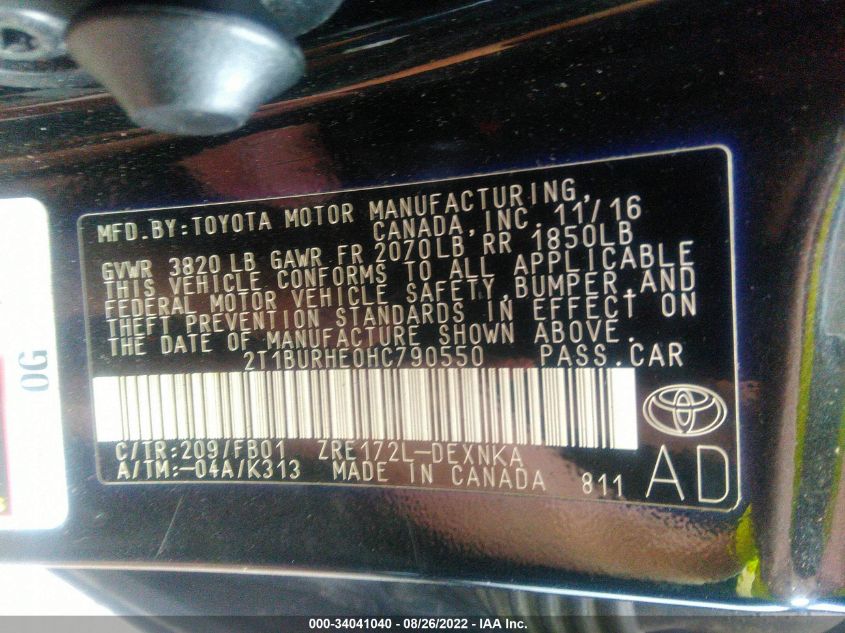 MFD.BY:TOYOTA MOTOR MANUFACTURING,
CANADA,INC. 11/16
GVWR 3820 LB GAWR FR 2070LB,RR 1850LB
THIS VEHICLE CONFORMS TO ALL APPLICABLE
FEDERAL MOTOR VEHICLE SAFETY,BUMPER,AND
THEFT PREVENTION STANDARDS IN EFFECT ON
THE DATE OF MANUFACTURE SHOWN ABOVE.
2T1BURHE0HC790550 PASS.CAR
C/TR:209/FB01 ZRE172L-DEXNKA
A/TM:-04A/K313 MADE IN CANADA 811
AD
0G
000-34041040 - 08/26/2022 - IAA Inc.